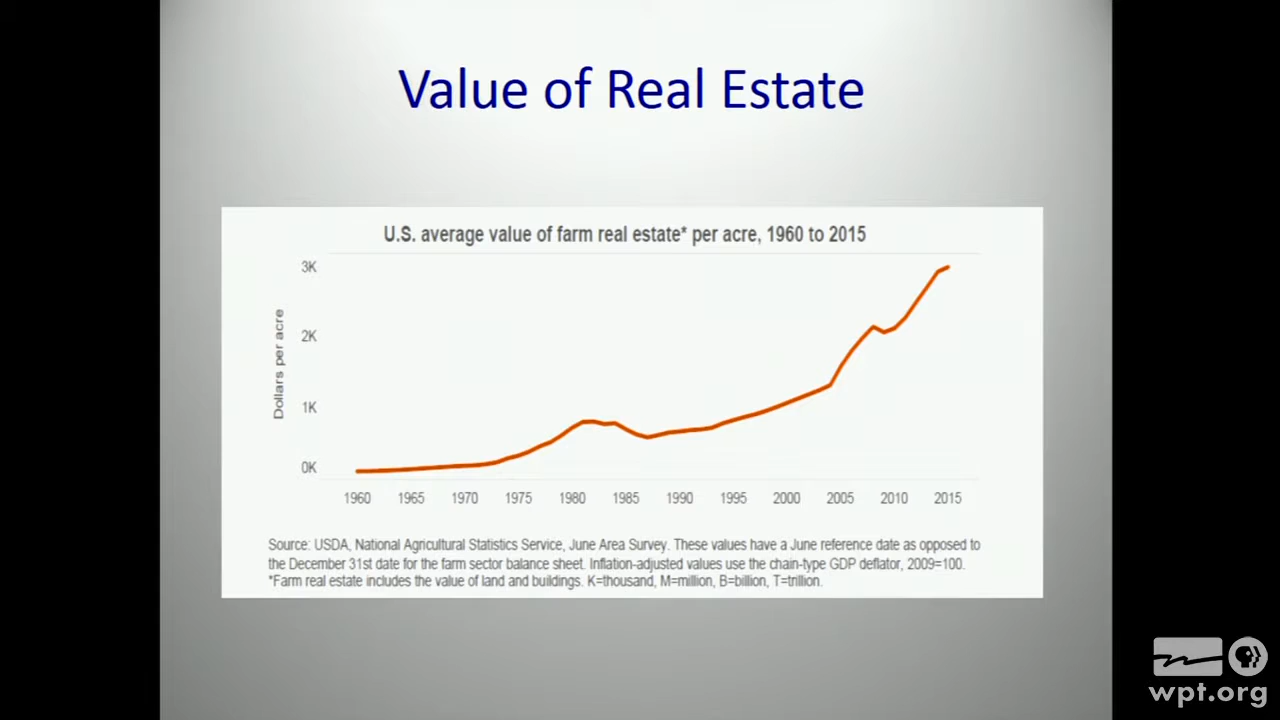 Value of Real Estate
U.S. average value of farm real estate* per acre, 1960 to 2015
Dollars per acre
3K
2K
1K
0K
1960 1965 1970 1975 1980 1985 1990 1995 2000 2005 2010 2015
Source: USDA, National Agricultural Statistics Service, June Area Survey. These values have a June reference date as opposed to
the December 31st date for the farm sector balance sheet. Inflation-adjusted values use the chain-type GDP deflator, 2009=100.
*Farm real estate includes the value of land and buildings. K=thousand, M=million, B=billion, T=trillion.
wpt.org